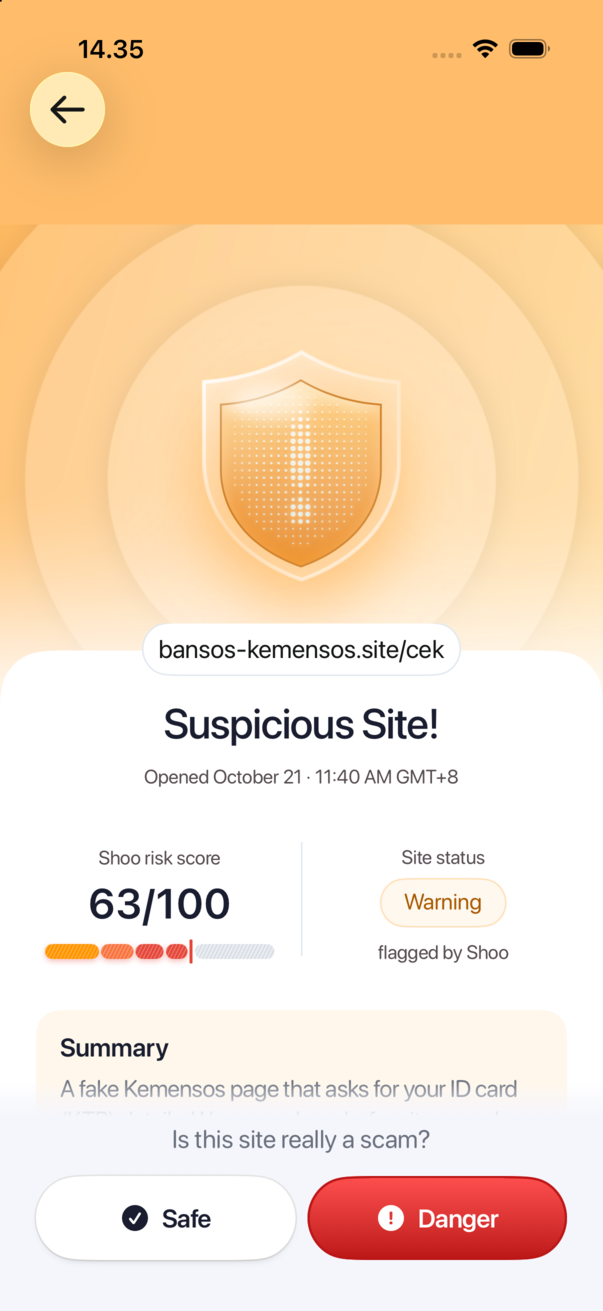 14.35
bansos-kemensos.site/cek
Suspicious Site!
Opened October 21 · 11:40 AM GMT+8
Shoo risk score
63/100
Site status
Warning
flagged by Shoo
Summary
A fake Kemensos page that asks for your ID card
Is this site really a scam?
Safe
Danger